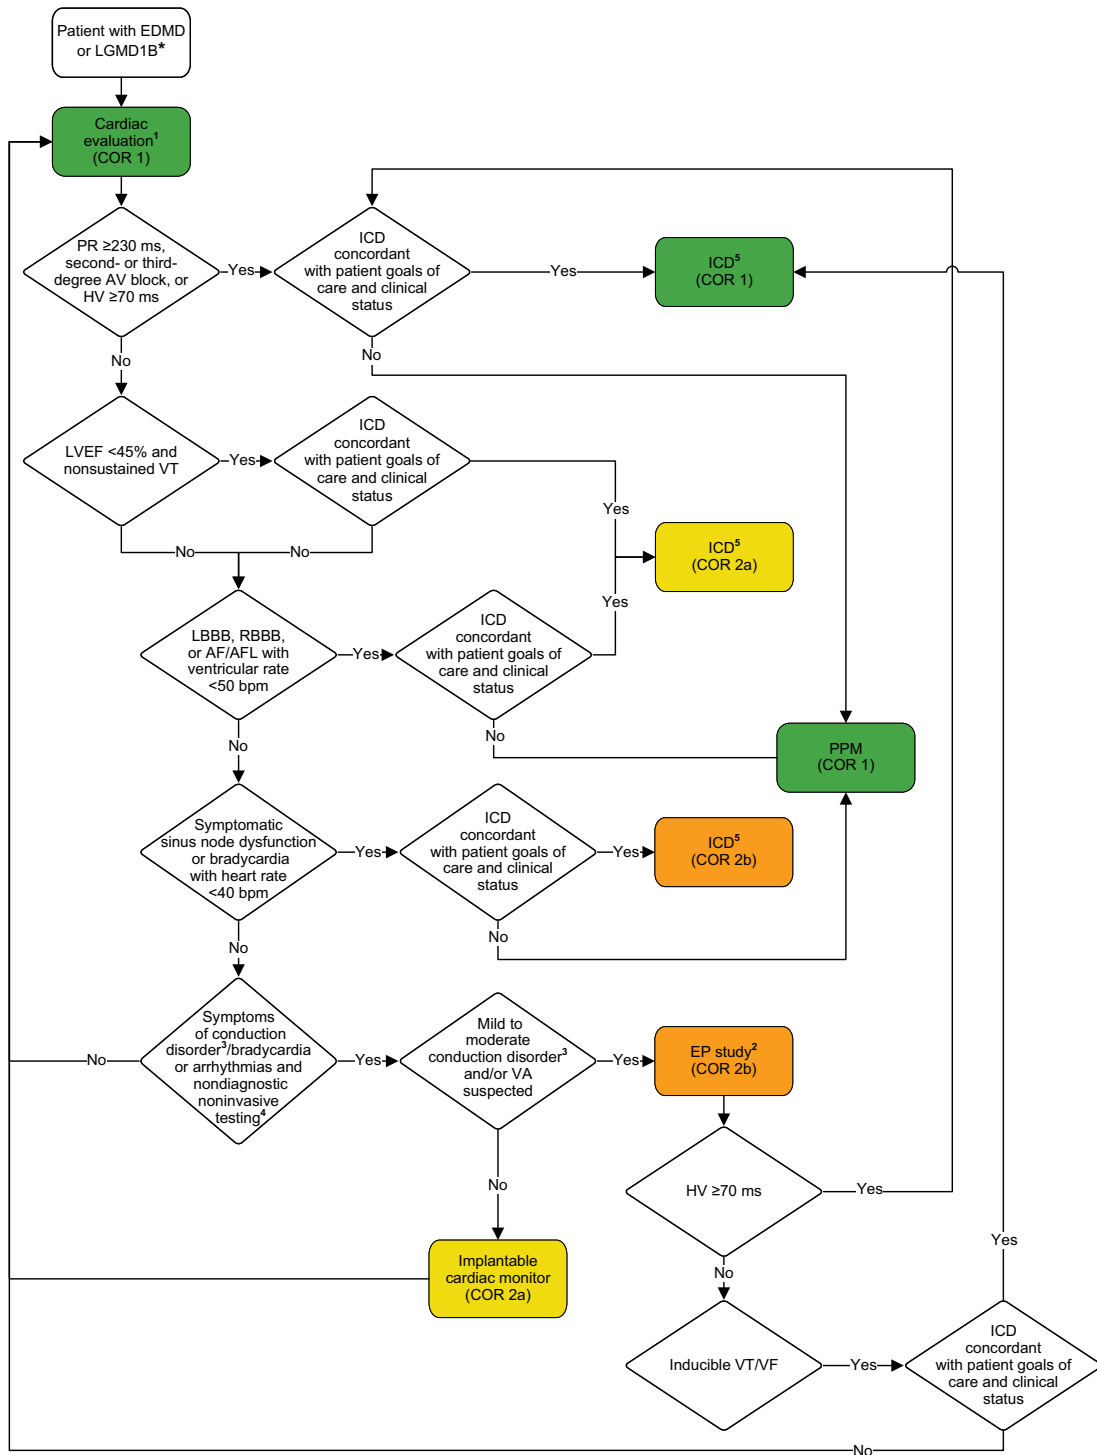 Patient with EDMD
or LGMD1B*
Cardiac
evaluation¹
(COR 1)
PR ≥230 ms,
second- or third-
degree AV block, or
HV ≥70 ms
Yes
ICD
concordant
with patient goals of
care and clinical
status
Yes
ICD⁵
(COR 1)
No
No
LVEF <45% and
nonsustained VT
Yes
ICD
concordant
with patient goals of
care and clinical
status
Yes
No
No
ICD⁵
(COR 2a)
Yes
LBBB, RBBB,
or AF/AFL with
ventricular rate
<50 bpm
Yes
ICD
concordant
with patient goals of
care and clinical
status
No
No
PPM
(COR 1)
Symptomatic
sinus node dysfunction
or bradycardia
with heart rate
<40 bpm
Yes
ICD
concordant
with patient goals of
care and clinical
status
Yes
ICD⁵
(COR 2b)
No
No
Symptoms
of conduction
disorder³/bradycardia
or arrhythmias and
nondiagnostic
noninvasive
testing⁴
No
Yes
Mild to
moderate
conduction disorder³
and/or VA
suspected
Yes
EP study²
(COR 2b)
No
HV ≥70 ms
Yes
Implantable
cardiac monitor
(COR 2a)
No
Yes
Inducible VT/VF
Yes
ICD
concordant
with patient goals of
care and clinical
status
No